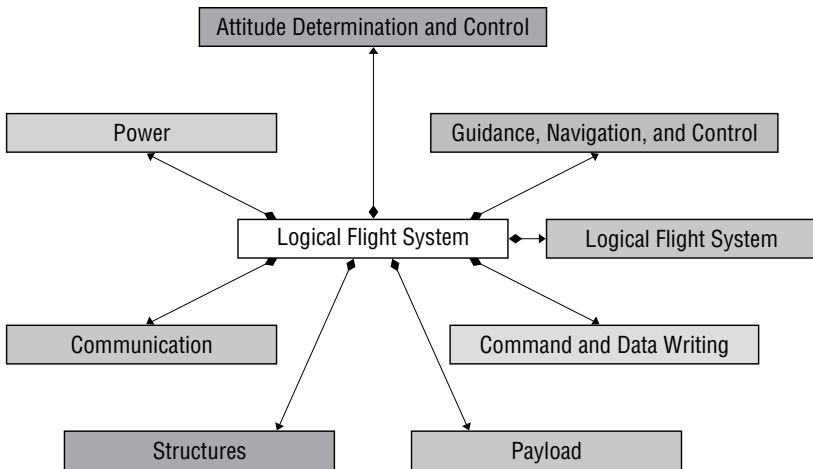 Attitude Determination and Control
Power
Guidance, Navigation, and Control
Logical Flight System
Logical Flight System
Communication
Command and Data Writing
Structures
Payload